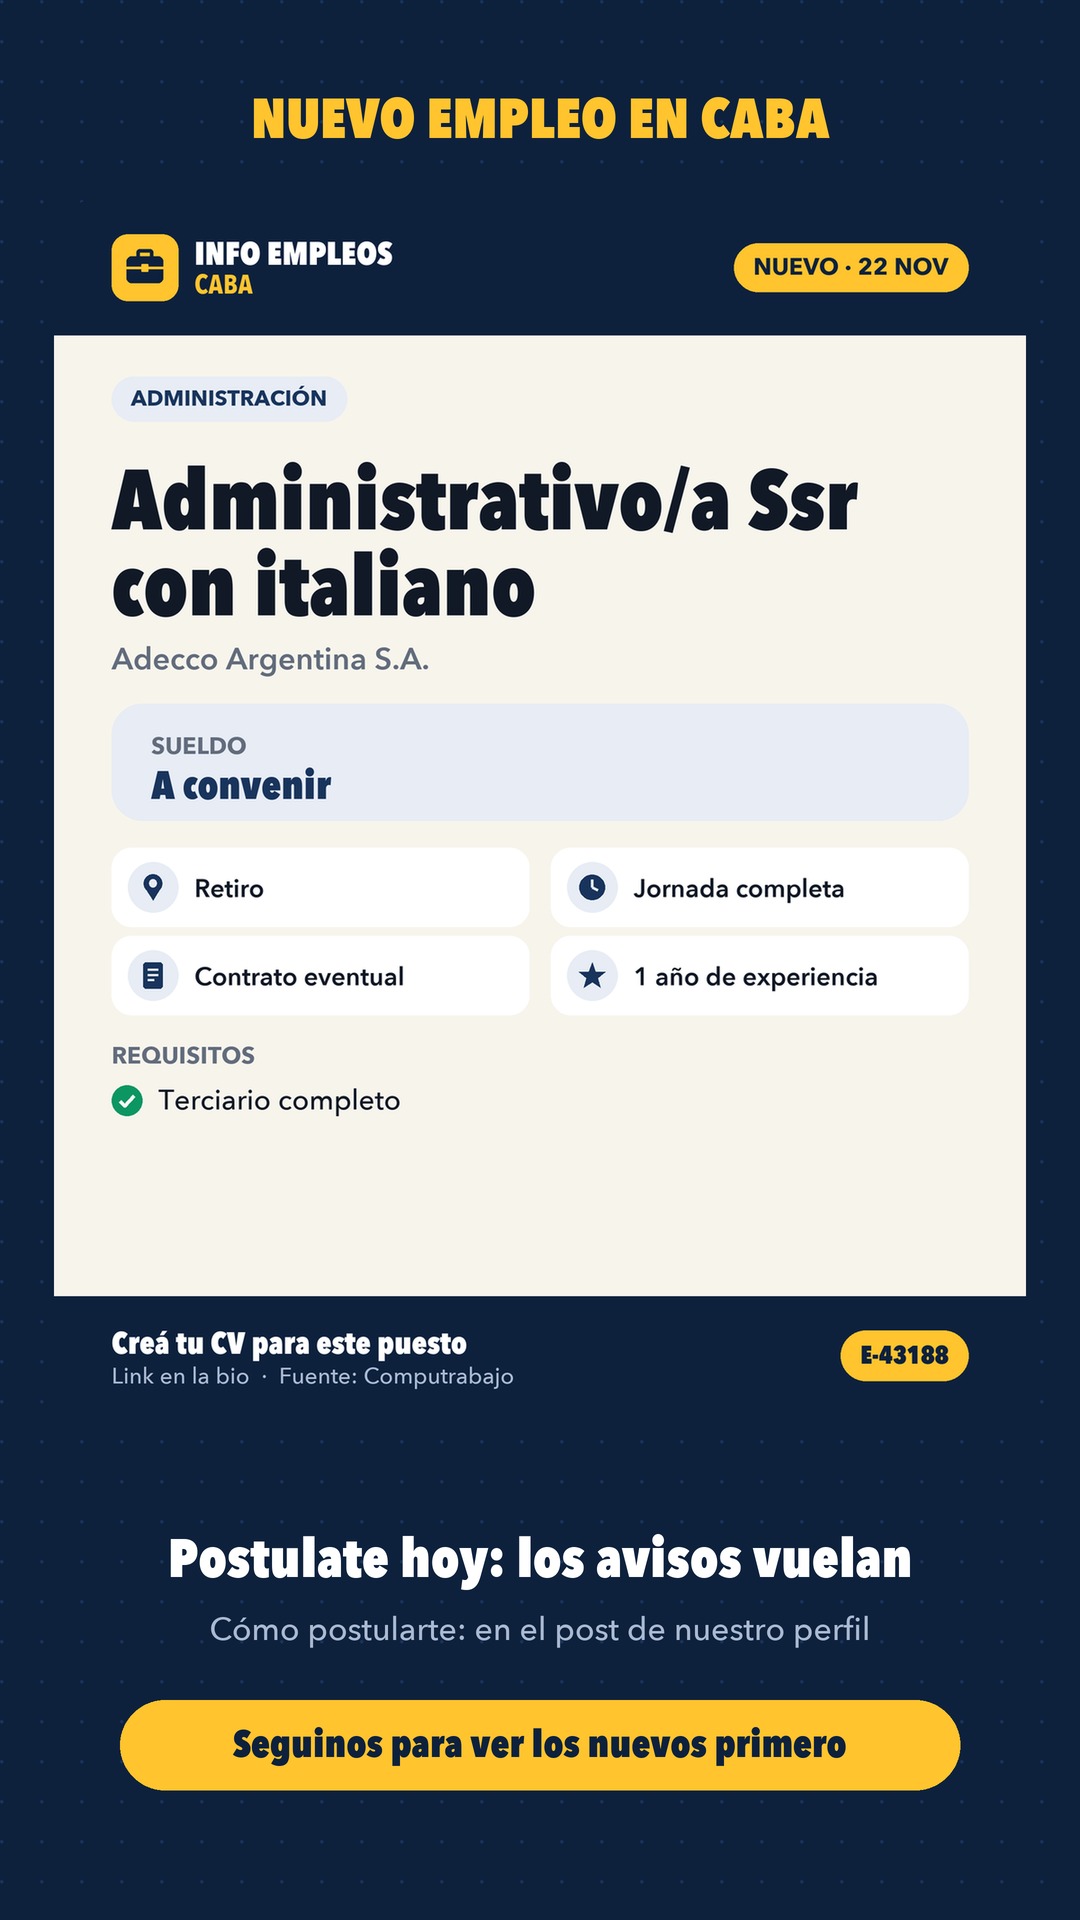 NUEVO EMPLEO EN CABA
INFO EMPLEOS
CABA
NUEVO · 22 NOV
ADMINISTRACIÓN
Administrativo/a Ssr
con italiano
Adecco Argentina S.A.
SUELDO
A convenir
Retiro
Jornada completa
Contrato eventual
1 año de experiencia
REQUISITOS
Terciario completo
Creá tu CV para este puesto
Link en la bio · Fuente: Computrabajo
E-43188
Postulate hoy: los avisos vuelan
Cómo postularte: en el post de nuestro perfil
Seguinos para ver los nuevos primero